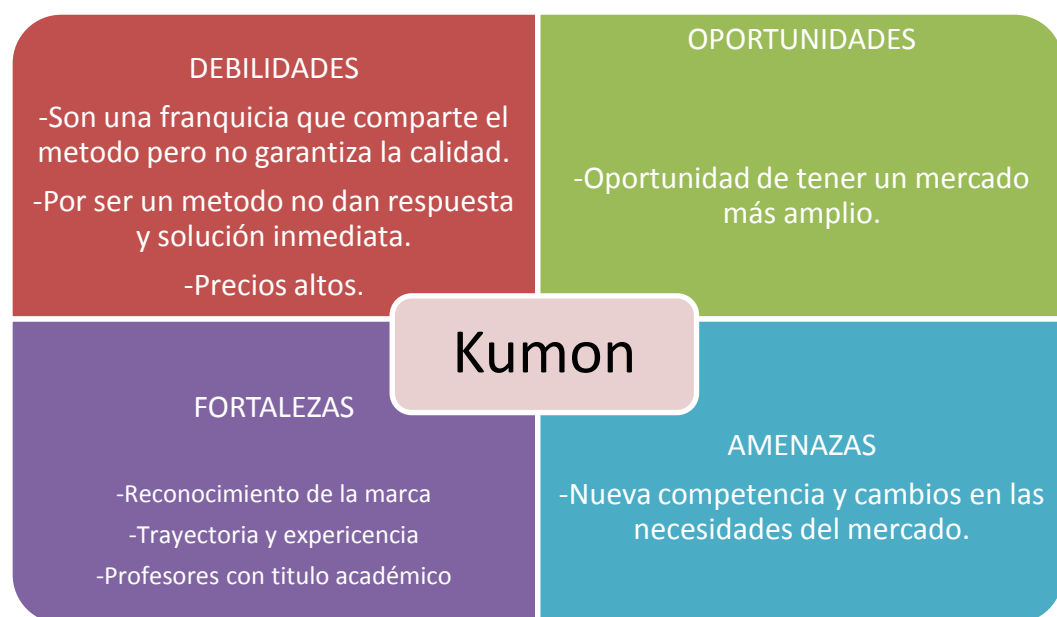 DEBILIDADES
-Son una franquicia que comparte el
metodo pero no garantiza la calidad.
-Por ser un metodo no dan respuesta
y solución inmediata.
-Precios altos.
OPORTUNIDADES
-Oportunidad de tener un mercado
más amplio.
Kumon
FORTALEZAS
-Reconocimiento de la marca
-Trayectoria y expericencia
-Profesores con titulo académico
AMENAZAS
-Nueva competencia y cambios en las
necesidades del mercado.